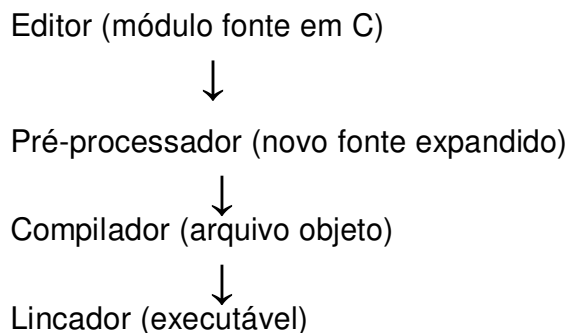 Editor (módulo fonte em C)
Pré-processador (novo fonte expandido)
Compilador (arquivo objeto)
Lincador (executável)